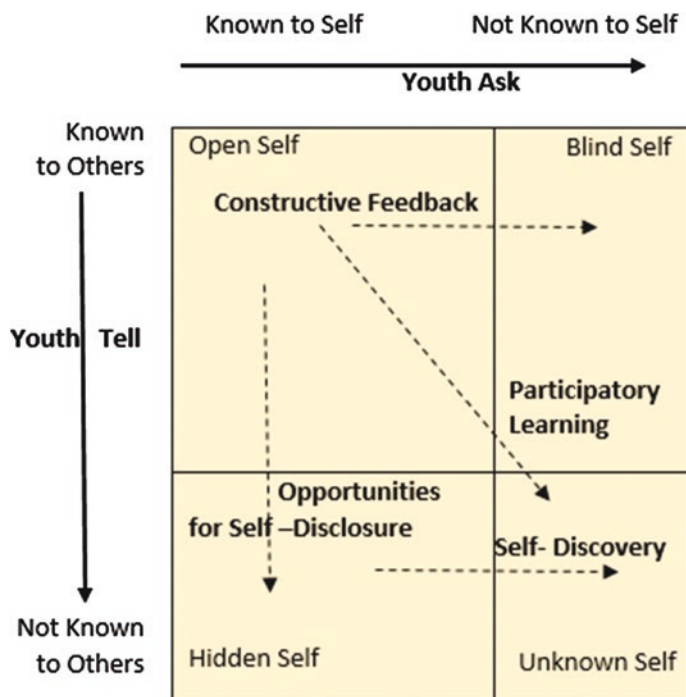 Known to Self
Not Known to Self
Youth Ask
Known
to Others
Open Self
Blind Self
Constructive Feedback
Youth Tell
Participatory
Learning
Opportunities
for Self –Disclosure
Self- Discovery
Not Known
to Others
Hidden Self
Unknown Self